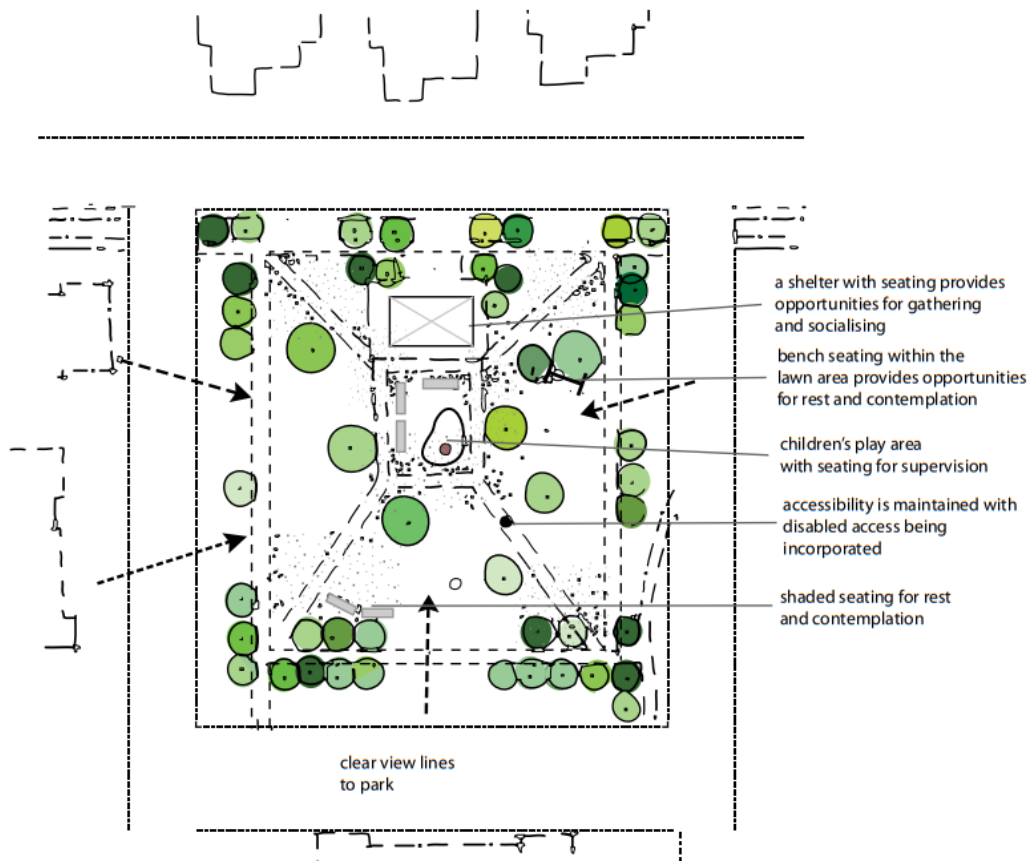 a shelter with seating provides
opportunities for gathering
and socialising
bench seating within the
lawn area provides opportunities
for rest and contemplation
children's play area
with seating for supervision
accessibility is maintained with
disabled access being
incorporated
shaded seating for rest
and contemplation
clear view lines
to park